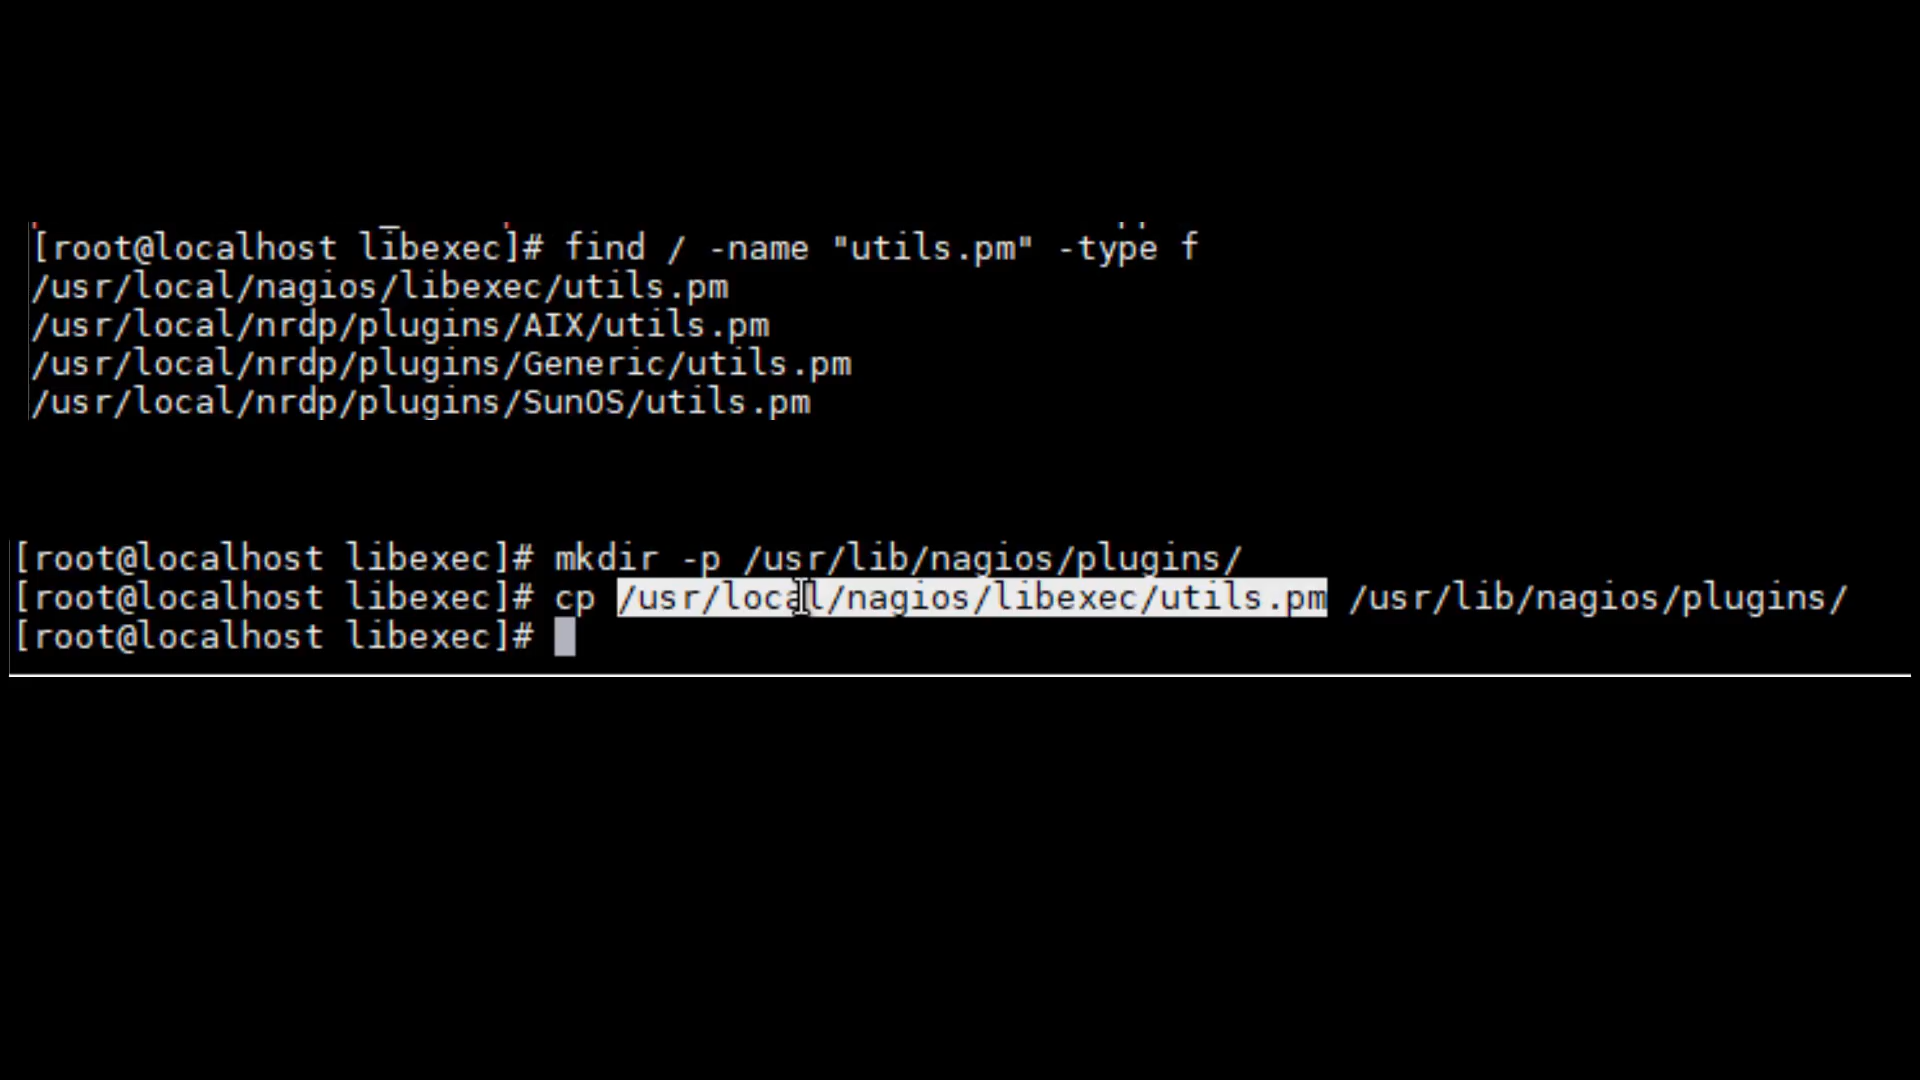 [root@localhost libexec]# find / -name "utils.pm" -type f
/usr/local/nagios/libexec/utils.pm
/usr/local/nrdp/plugins/AIX/utils.pm
/usr/local/nrdp/plugins/Generic/utils.pm
/usr/local/nrdp/plugins/SunOS/utils.pm
[root@localhost libexec]# mkdir -p /usr/lib/nagios/plugins/
[root@localhost libexec]# cp /usr/local/nagios/libexec/utils.pm /usr/lib/nagios/plugins/
[root@localhost libexec]#